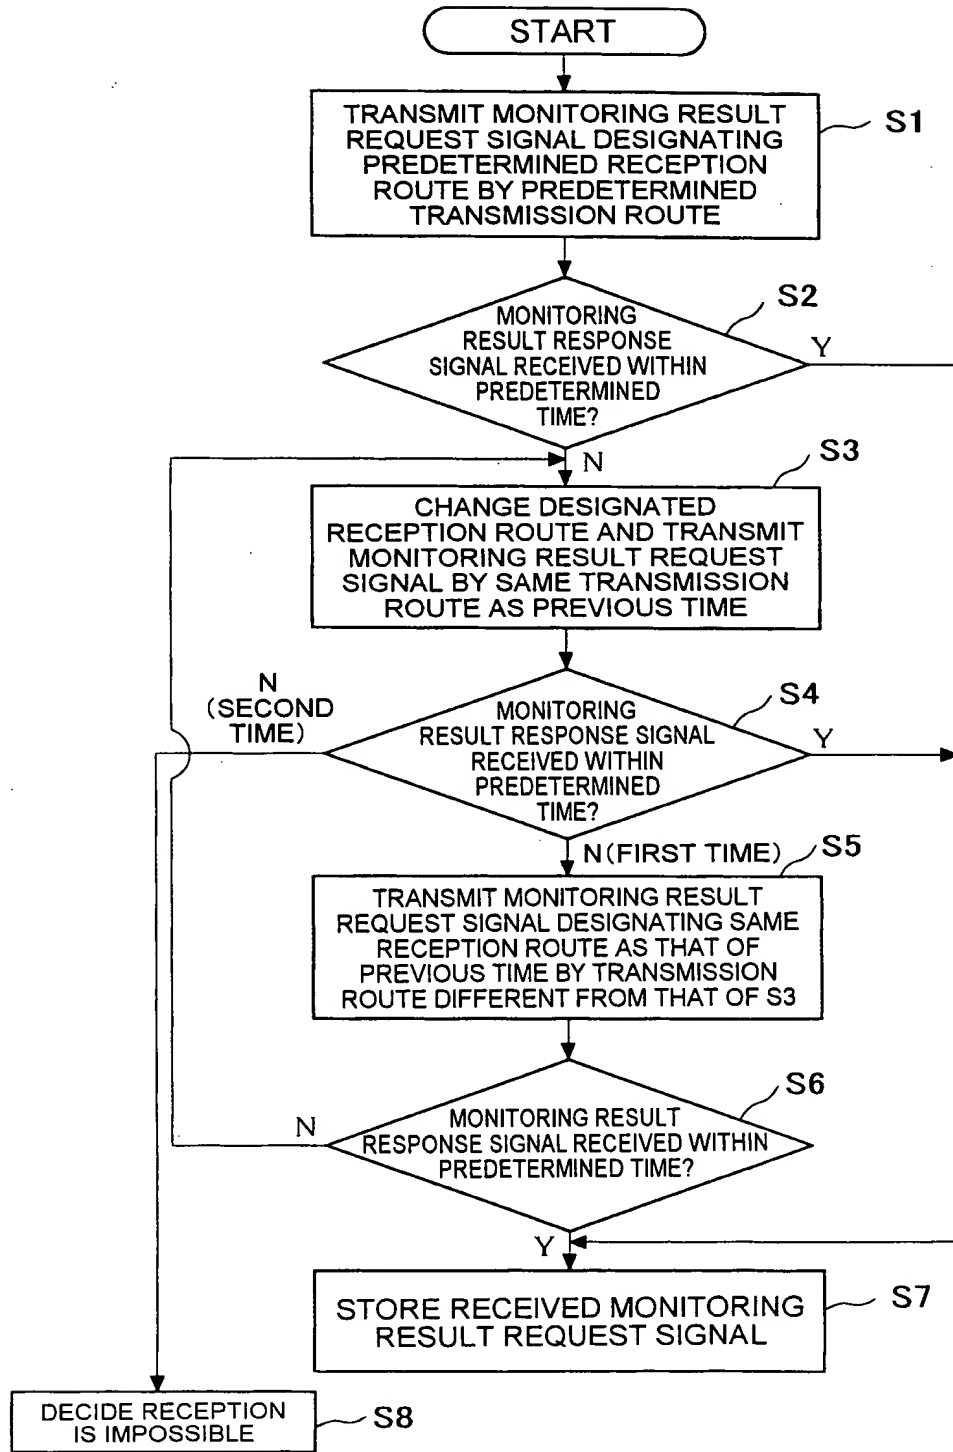 START
TRANSMIT MONITORING RESULT
REQUEST SIGNAL DESIGNATING
PREDETERMINED RECEPTION
ROUTE BY PREDETERMINED
TRANSMISSION ROUTE
S1
MONITORING
RESULT RESPONSE
SIGNAL RECEIVED WITHIN
PREDETERMINED
TIME?
S2
Y
N
CHANGE DESIGNATED
RECEPTION ROUTE AND TRANSMIT
MONITORING RESULT REQUEST
SIGNAL BY SAME TRANSMISSION
ROUTE AS PREVIOUS TIME
S3
N
(SECOND
TIME)
MONITORING
RESULT RESPONSE SIGNAL
RECEIVED WITHIN
PREDETERMINED
TIME?
S4
Y
N(FIRST TIME)
TRANSMIT MONITORING RESULT
REQUEST SIGNAL DESIGNATING SAME
RECEPTION ROUTE AS THAT OF
PREVIOUS TIME BY TRANSMISSION
ROUTE DIFFERENT FROM THAT OF S3
S5
N
MONITORING RESULT
RESPONSE SIGNAL RECEIVED WITHIN
PREDETERMINED TIME?
S6
Y
STORE RECEIVED MONITORING
RESULT REQUEST SIGNAL
S7
DECIDE RECEPTION
IS IMPOSSIBLE
S8